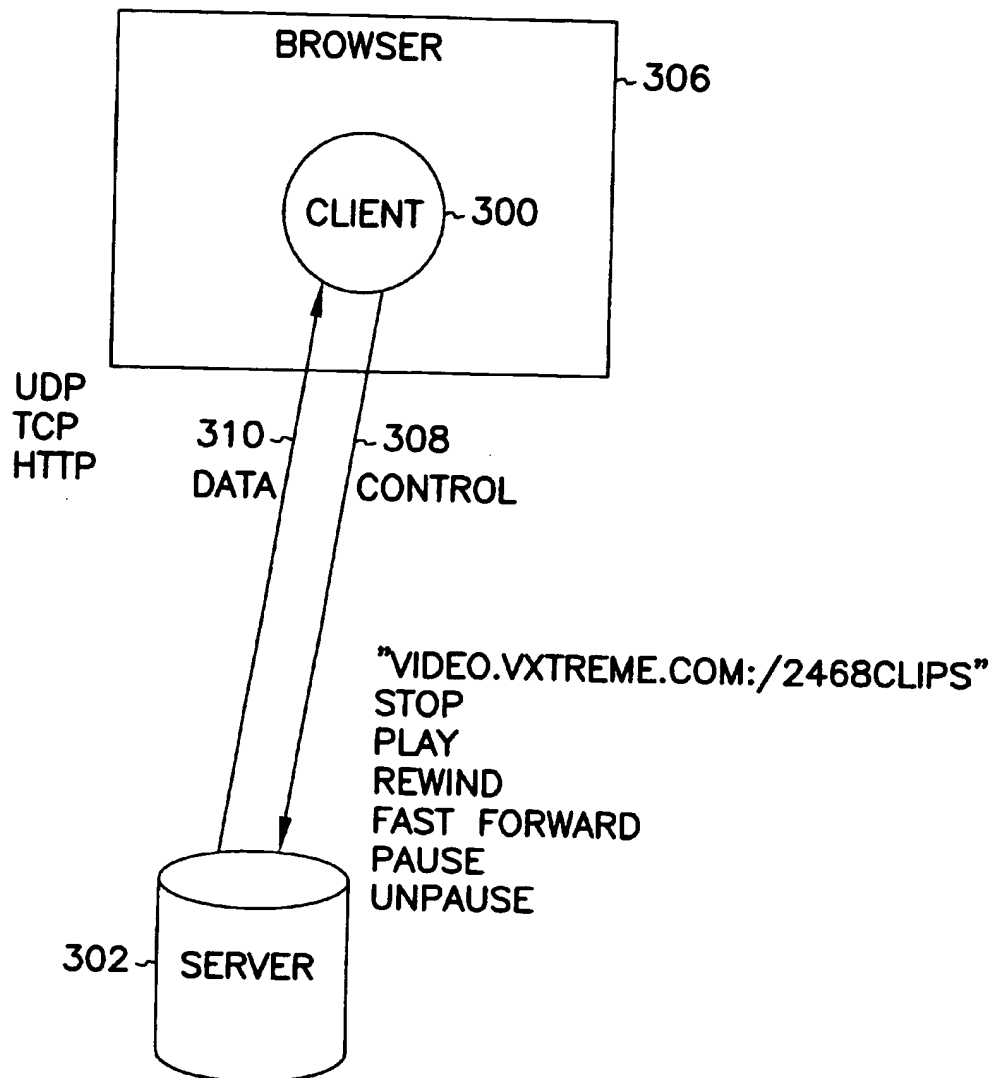 BROWSER
306
CLIENT
300
UDP
TCP
HTTP
310
308
DATA
CONTROL
"VIDEO.VXTREME.COM:/2468CLIPS"
STOP
PLAY
REWIND
FAST FORWARD
PAUSE
UNPAUSE
302
SERVER